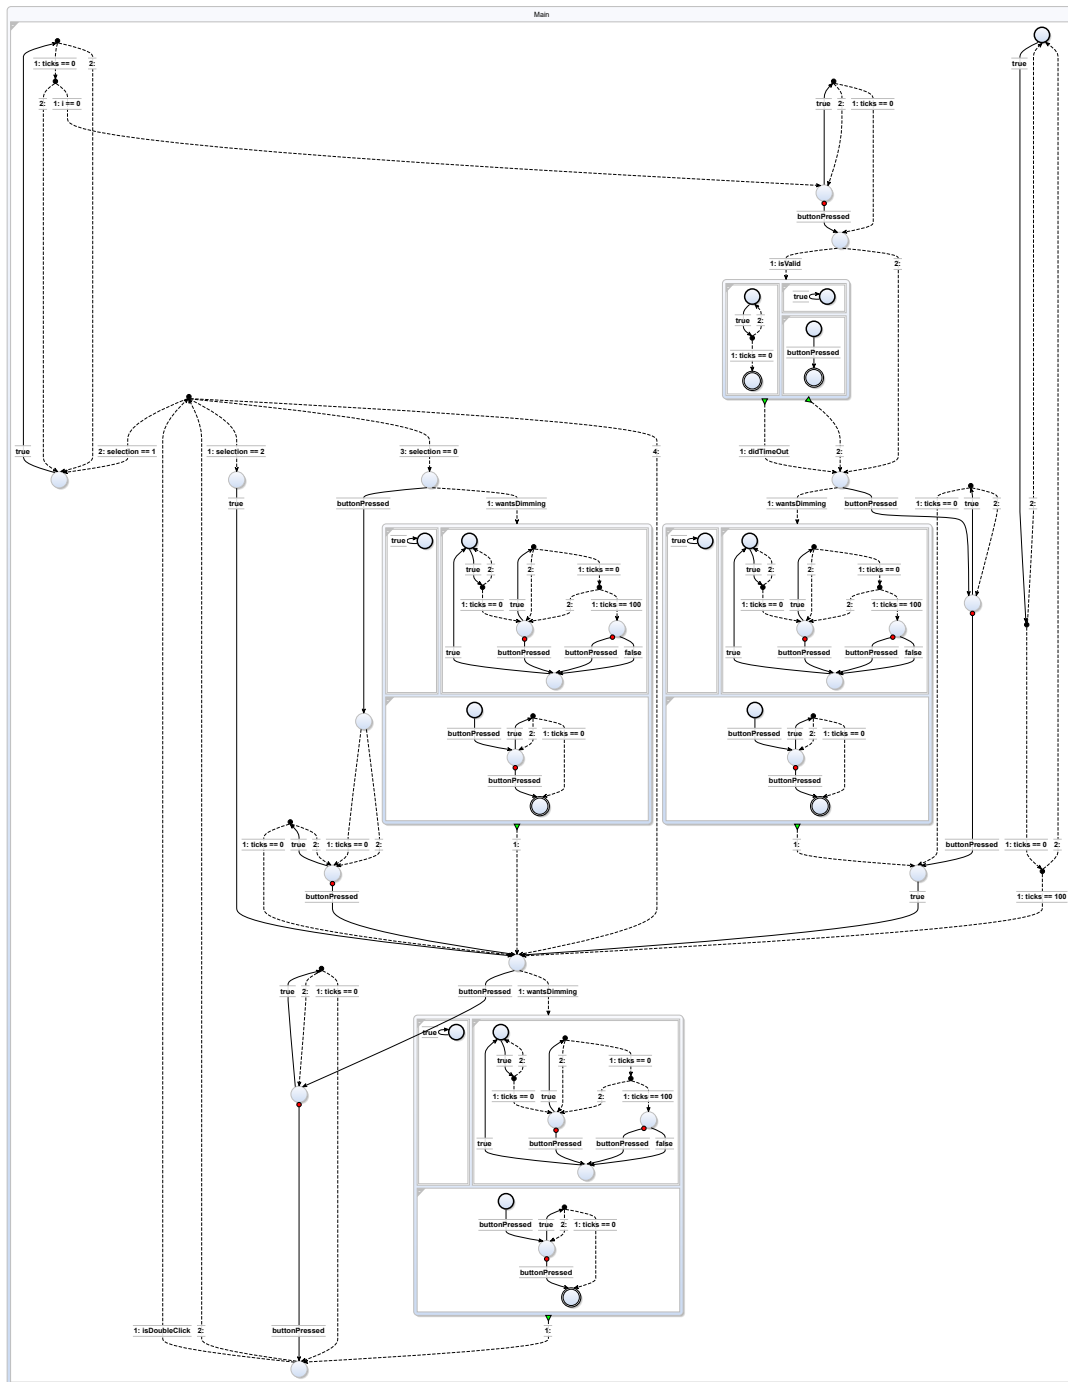 Main
1: ticks == 0
2:
true
2:
1: i == 0
true
2:
1: ticks == 0
buttonPressed
1: isValid
2:
true
true
2:
buttonPressed
1: ticks == 0
true
2: selection == 1
1: selection == 2
3: selection == 0
4:
1: didTimeOut
2:
2:
true
buttonPressed
1: wantsDimming
1: wantsDimming
buttonPressed
1: ticks == 0
true
2:
true
true
2:
2:
1: ticks == 0
true
true
2:
2:
1: ticks == 0
1: ticks == 0
true
2:
1: ticks == 100
1: ticks == 0
true
2:
1: ticks == 100
true
buttonPressed
buttonPressed
false
true
buttonPressed
buttonPressed
false
buttonPressed
true
2:
1: ticks == 0
buttonPressed
true
2:
1: ticks == 0
buttonPressed
buttonPressed
1: ticks == 0
true
2:
1: ticks == 0
2:
1:
1:
buttonPressed
1: ticks == 0
2:
buttonPressed
true
1: ticks == 100
true
2:
1: ticks == 0
buttonPressed
1: wantsDimming
true
true
2:
2:
1: ticks == 0
1: ticks == 0
true
2:
1: ticks == 100
true
buttonPressed
buttonPressed
false
buttonPressed
true
2:
1: ticks == 0
buttonPressed
1: isDoubleClick
2:
buttonPressed
1: